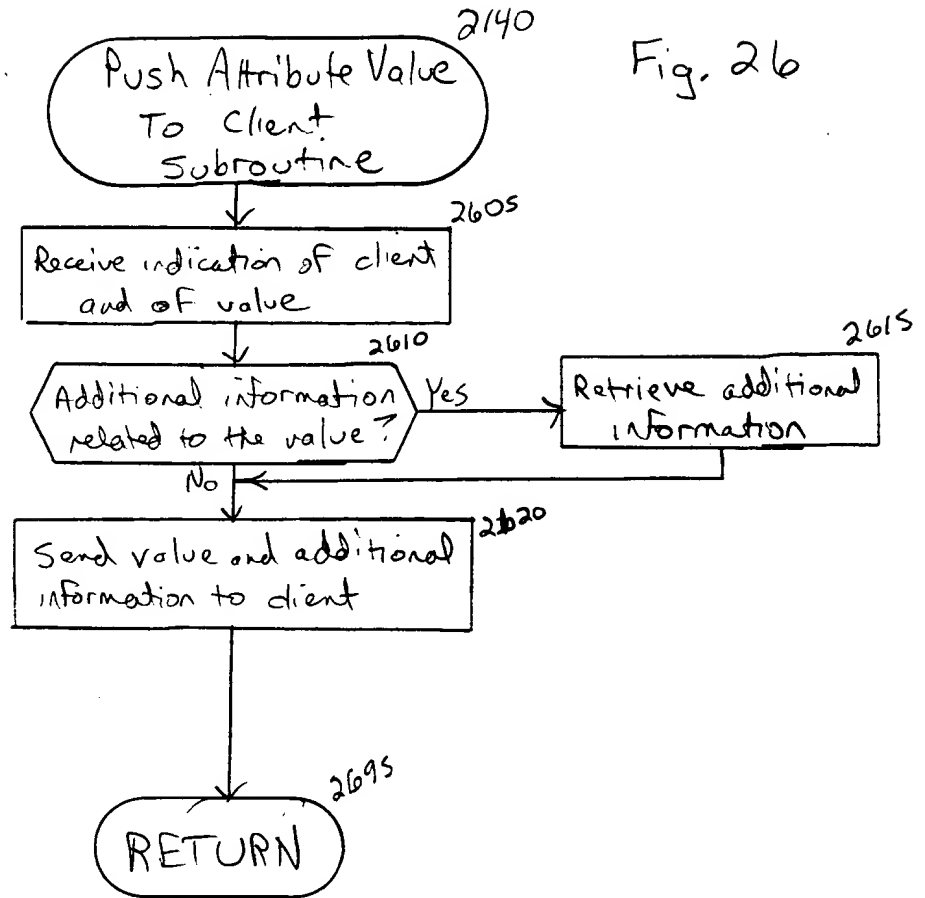 2140
Fig. 26
Push Attribute Value
To Client
Subroutine
2605
Receive indication of client
and of value
2610
Additional information
related to the value?
Yes
2615
Retrieve additional
information
No
2620
Send value and additional
information to client
2695
RETURN